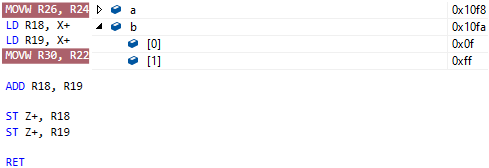 MOVW R26, R24
LD R18, X+
LD R19, X+
MOVW R30, R22
ADD R18, R19
ST Z+, R18
ST Z+, R19
RET
a 0x10f8
b 0x10fa
[0] 0x0f
[1] 0xff